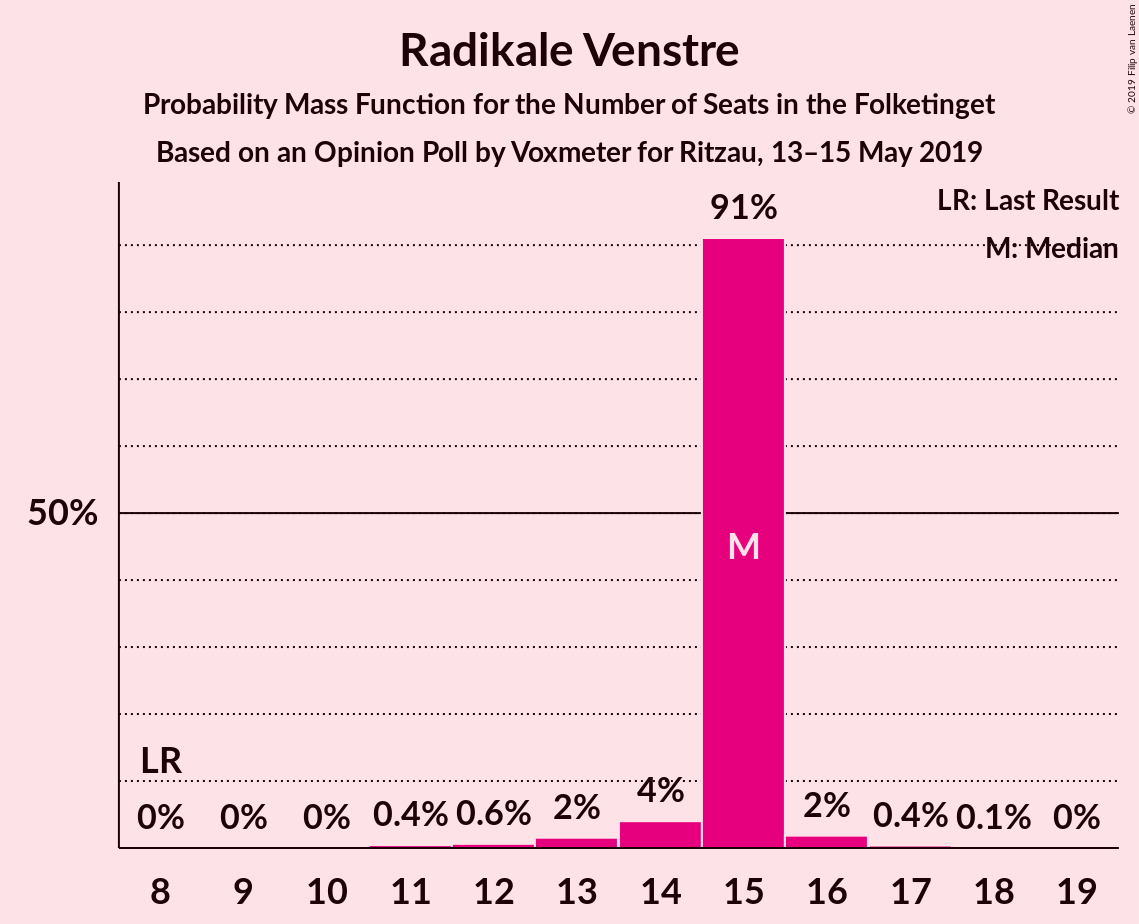 Radikale Venstre
Probability Mass Function for the Number of Seats in the Folketinget
Based on an Opinion Poll by Voxmeter for Ritzau, 13–15 May 2019
© 2019 Filip van Laenen
LR: Last Result
M: Median
91%
50%
M
LR
0% 0% 0% 0.4% 0.6% 2% 4% 2% 0.4% 0.1% 0%
8 9 10 11 12 13 14 15 16 17 18 19